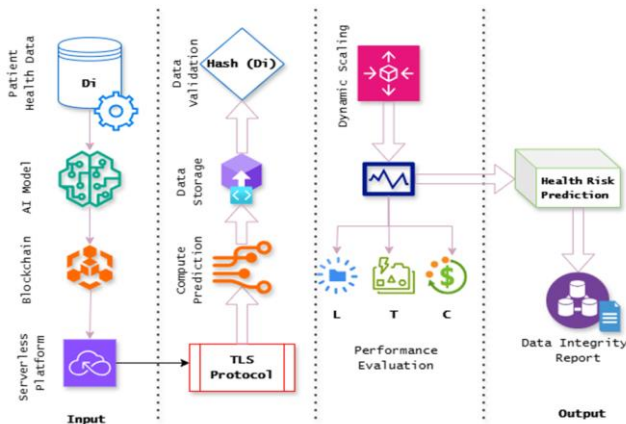 Patient
Health Data
Di
AI Model
Blockchain
Serverless
Platform
Input
Data
Validation
Hash (Di)
Data
Storage
Compute
Prediction
TLS
Protocol
Dynamic Scaling
L T C
Performance
Evaluation
Health Risk
Prediction
Data Integrity
Report
Output